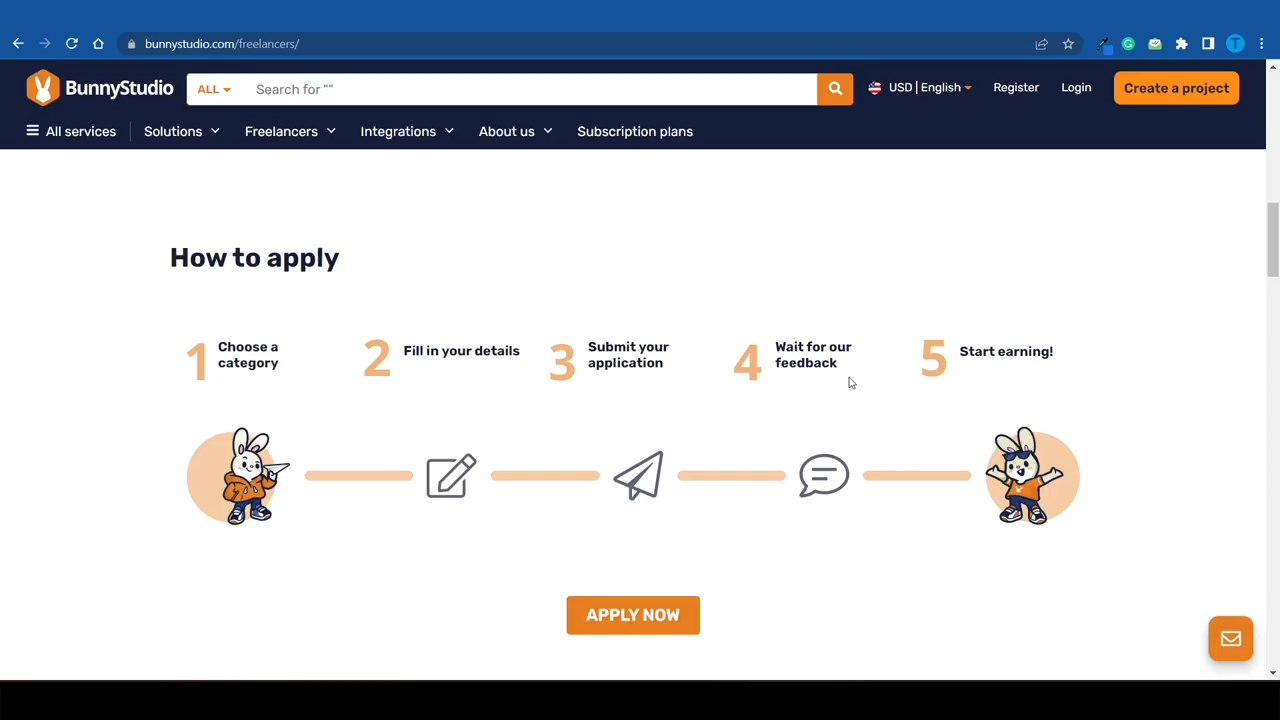 bunnystudio.com/freelancers/
T
BunnyStudio
ALL
Search for ""
USD | English
Register
Login
Create a project
All services
Solutions
Freelancers
Integrations
About us
Subscription plans
How to apply
1
Choose a
category
2
Fill in your details
3
Submit your
application
4
Wait for our
feedback
5
Start earning!
APPLY NOW